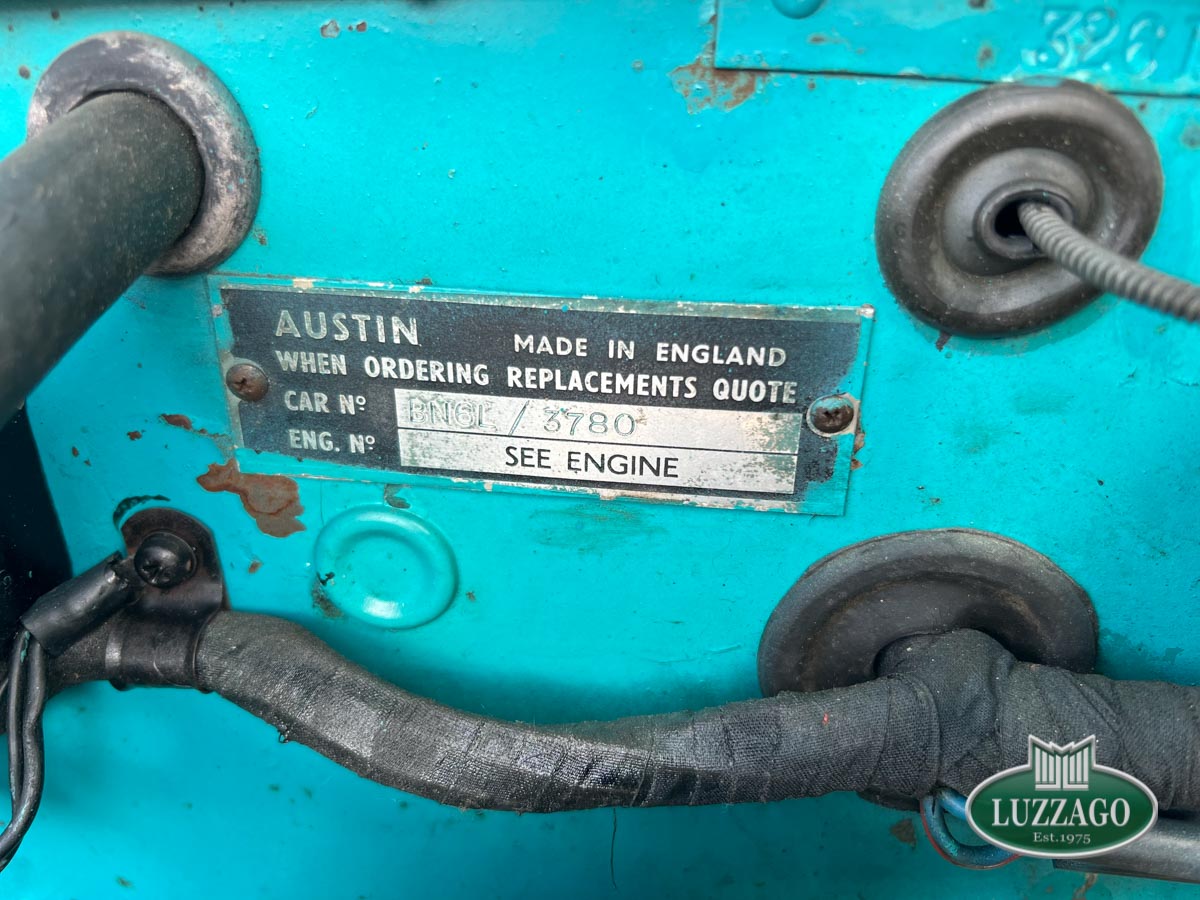 AUSTIN MADE IN ENGLAND
WHEN ORDERING REPLACEMENTS QUOTE
CAR Nº BN6L / 3780
ENG. Nº SEE ENGINE
LUZZAGO
Est.1975